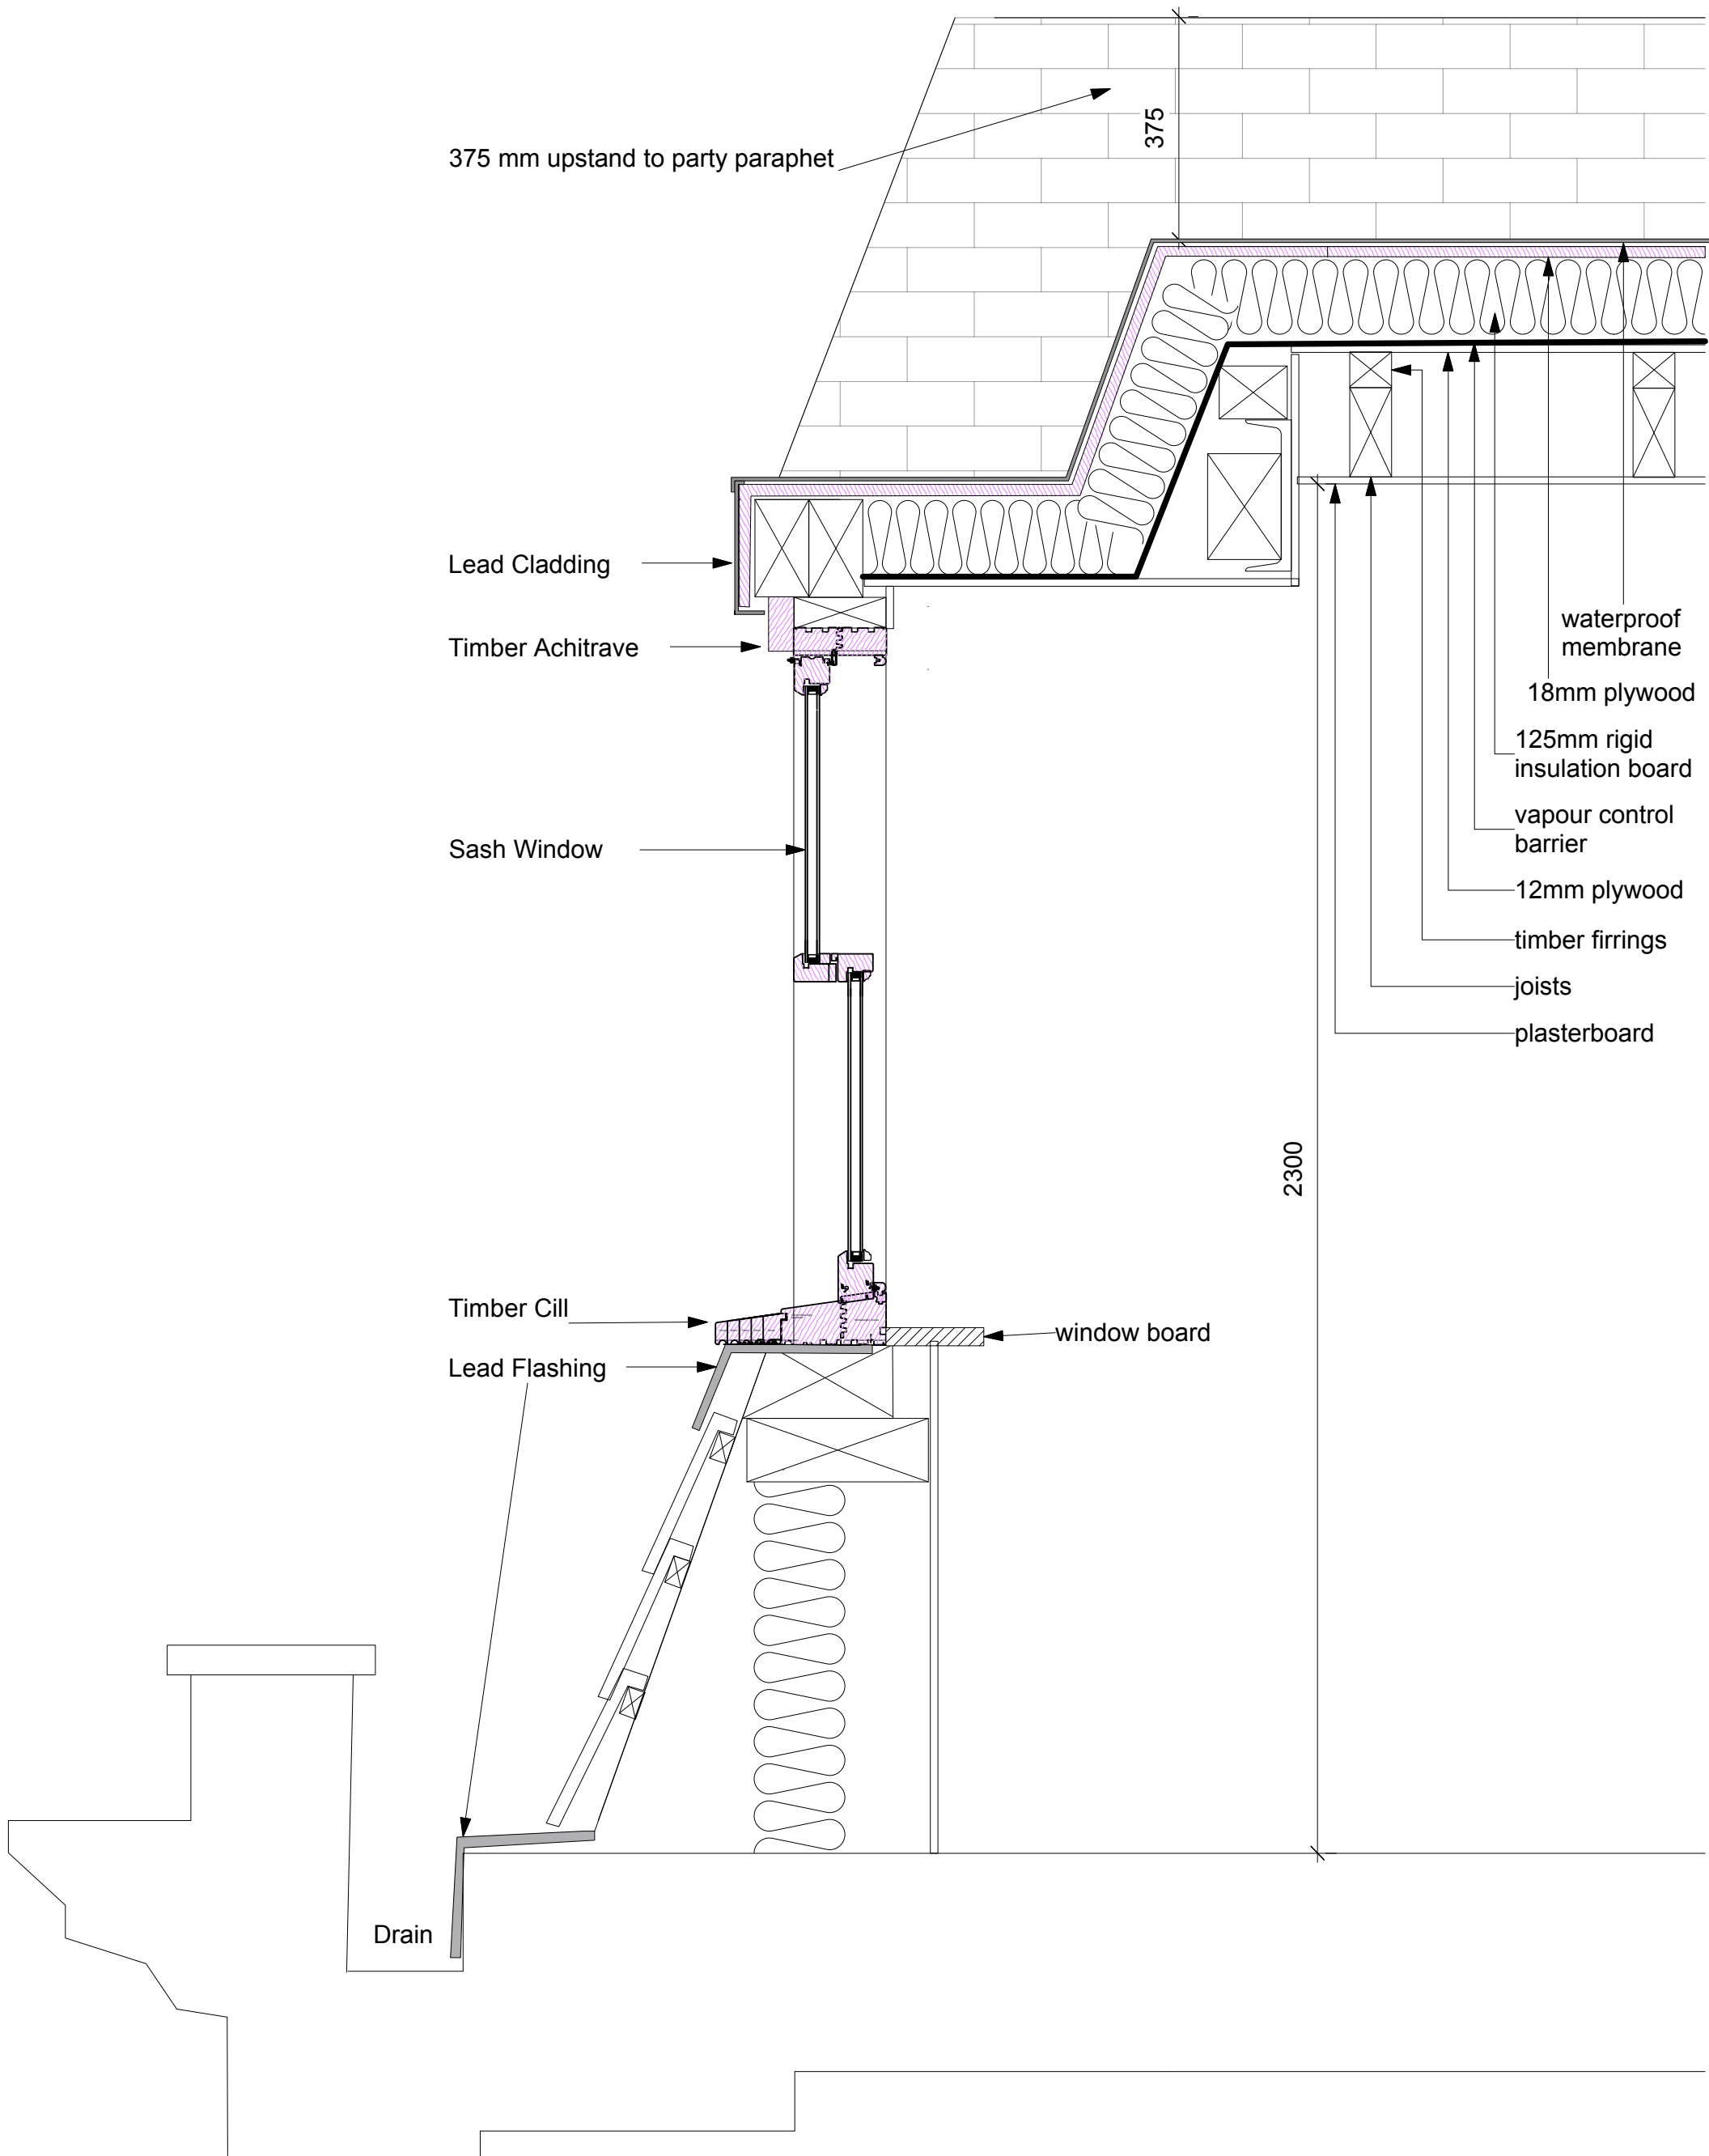 375
375 mm upstand to party paraphet
Lead Cladding
Timber Achitrave
waterproof
membrane
18mm plywood
125mm rigid
insulation board
vapour control
barrier
Sash Window
12mm plywood
timber firrings
joists
plasterboard
2300
Timber Cill
window board
Lead Flashing
Drain